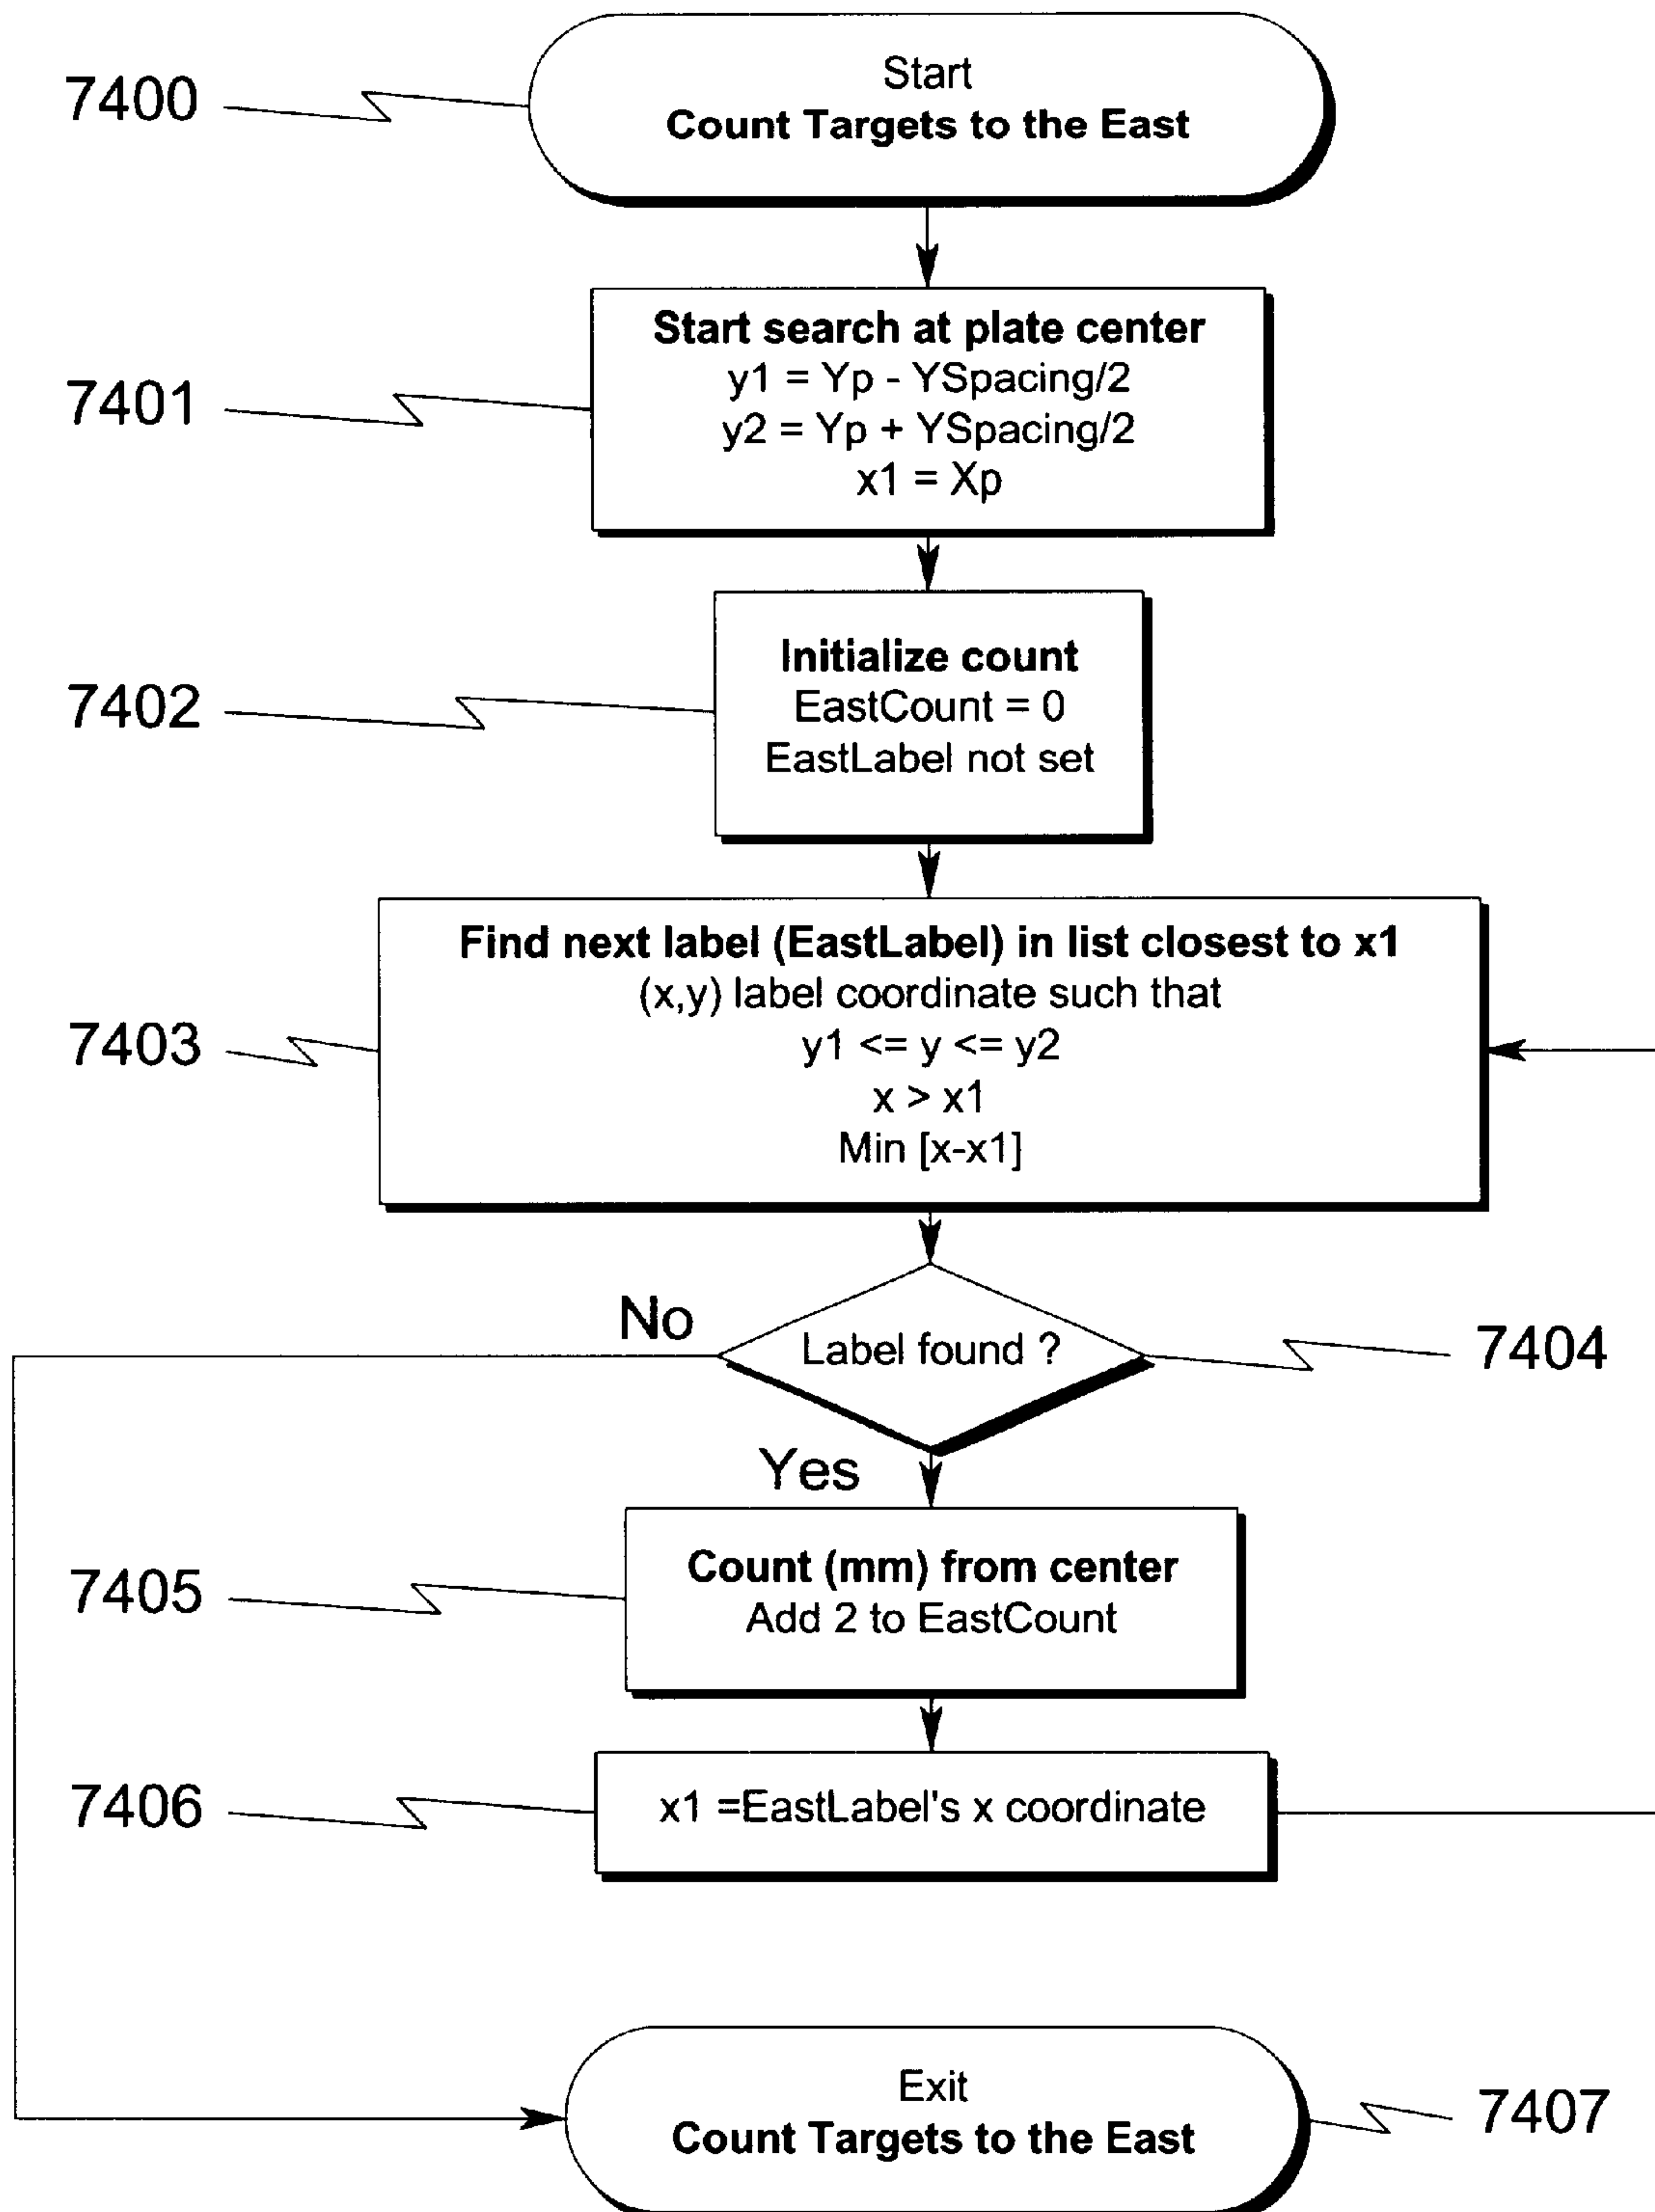 7400
Start
Count Targets to the East
7401
Start search at plate center
y1 = Yp - YSpacing/2
y2 = Yp + YSpacing/2
x1 = Xp
7402
Initialize count
EastCount = 0
EastLabel not set
7403
Find next label (EastLabel) in list closest to x1
(x,y) label coordinate such that
y1 <= y <= y2
x > x1
Min [x-x1]
No
Label found ?
7404
Yes
7405
Count (mm) from center
Add 2 to EastCount
7406
x1 =EastLabel's x coordinate
Exit
Count Targets to the East
7407